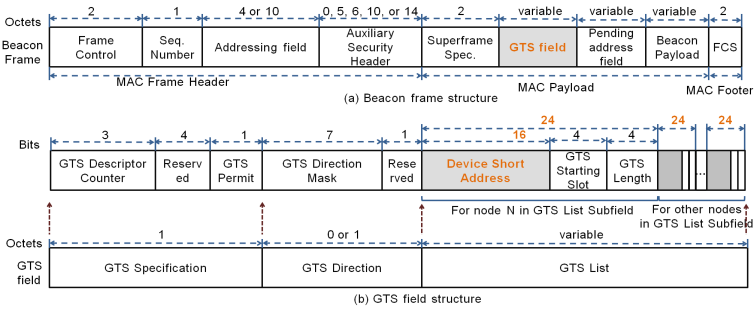 Octets 2 1 4 or 10 0, 5, 6, 10, or 14 2 variable variable variable 2
Beacon Frame
Frame Control
Seq. Number
Addressing field
Auxiliary Security Header
Superframe Spec.
GTS field
Pending address field
Beacon Payload
FCS
MAC Frame Header MAC Payload MAC Footer
(a) Beacon frame structure
24 24 24
Bits 3 4 1 7 1 16 4 4
GTS Descriptor Counter
Reserv ed
GTS Permit
GTS Direction Mask
Rese rved
Device Short Address
GTS Starting Slot
GTS Length
...
For node N in GTS List Subfield
For other nodes in GTS List Subfield
Octets 1 0 or 1 variable
GTS field
GTS Specification GTS Direction GTS List
(b) GTS field structure